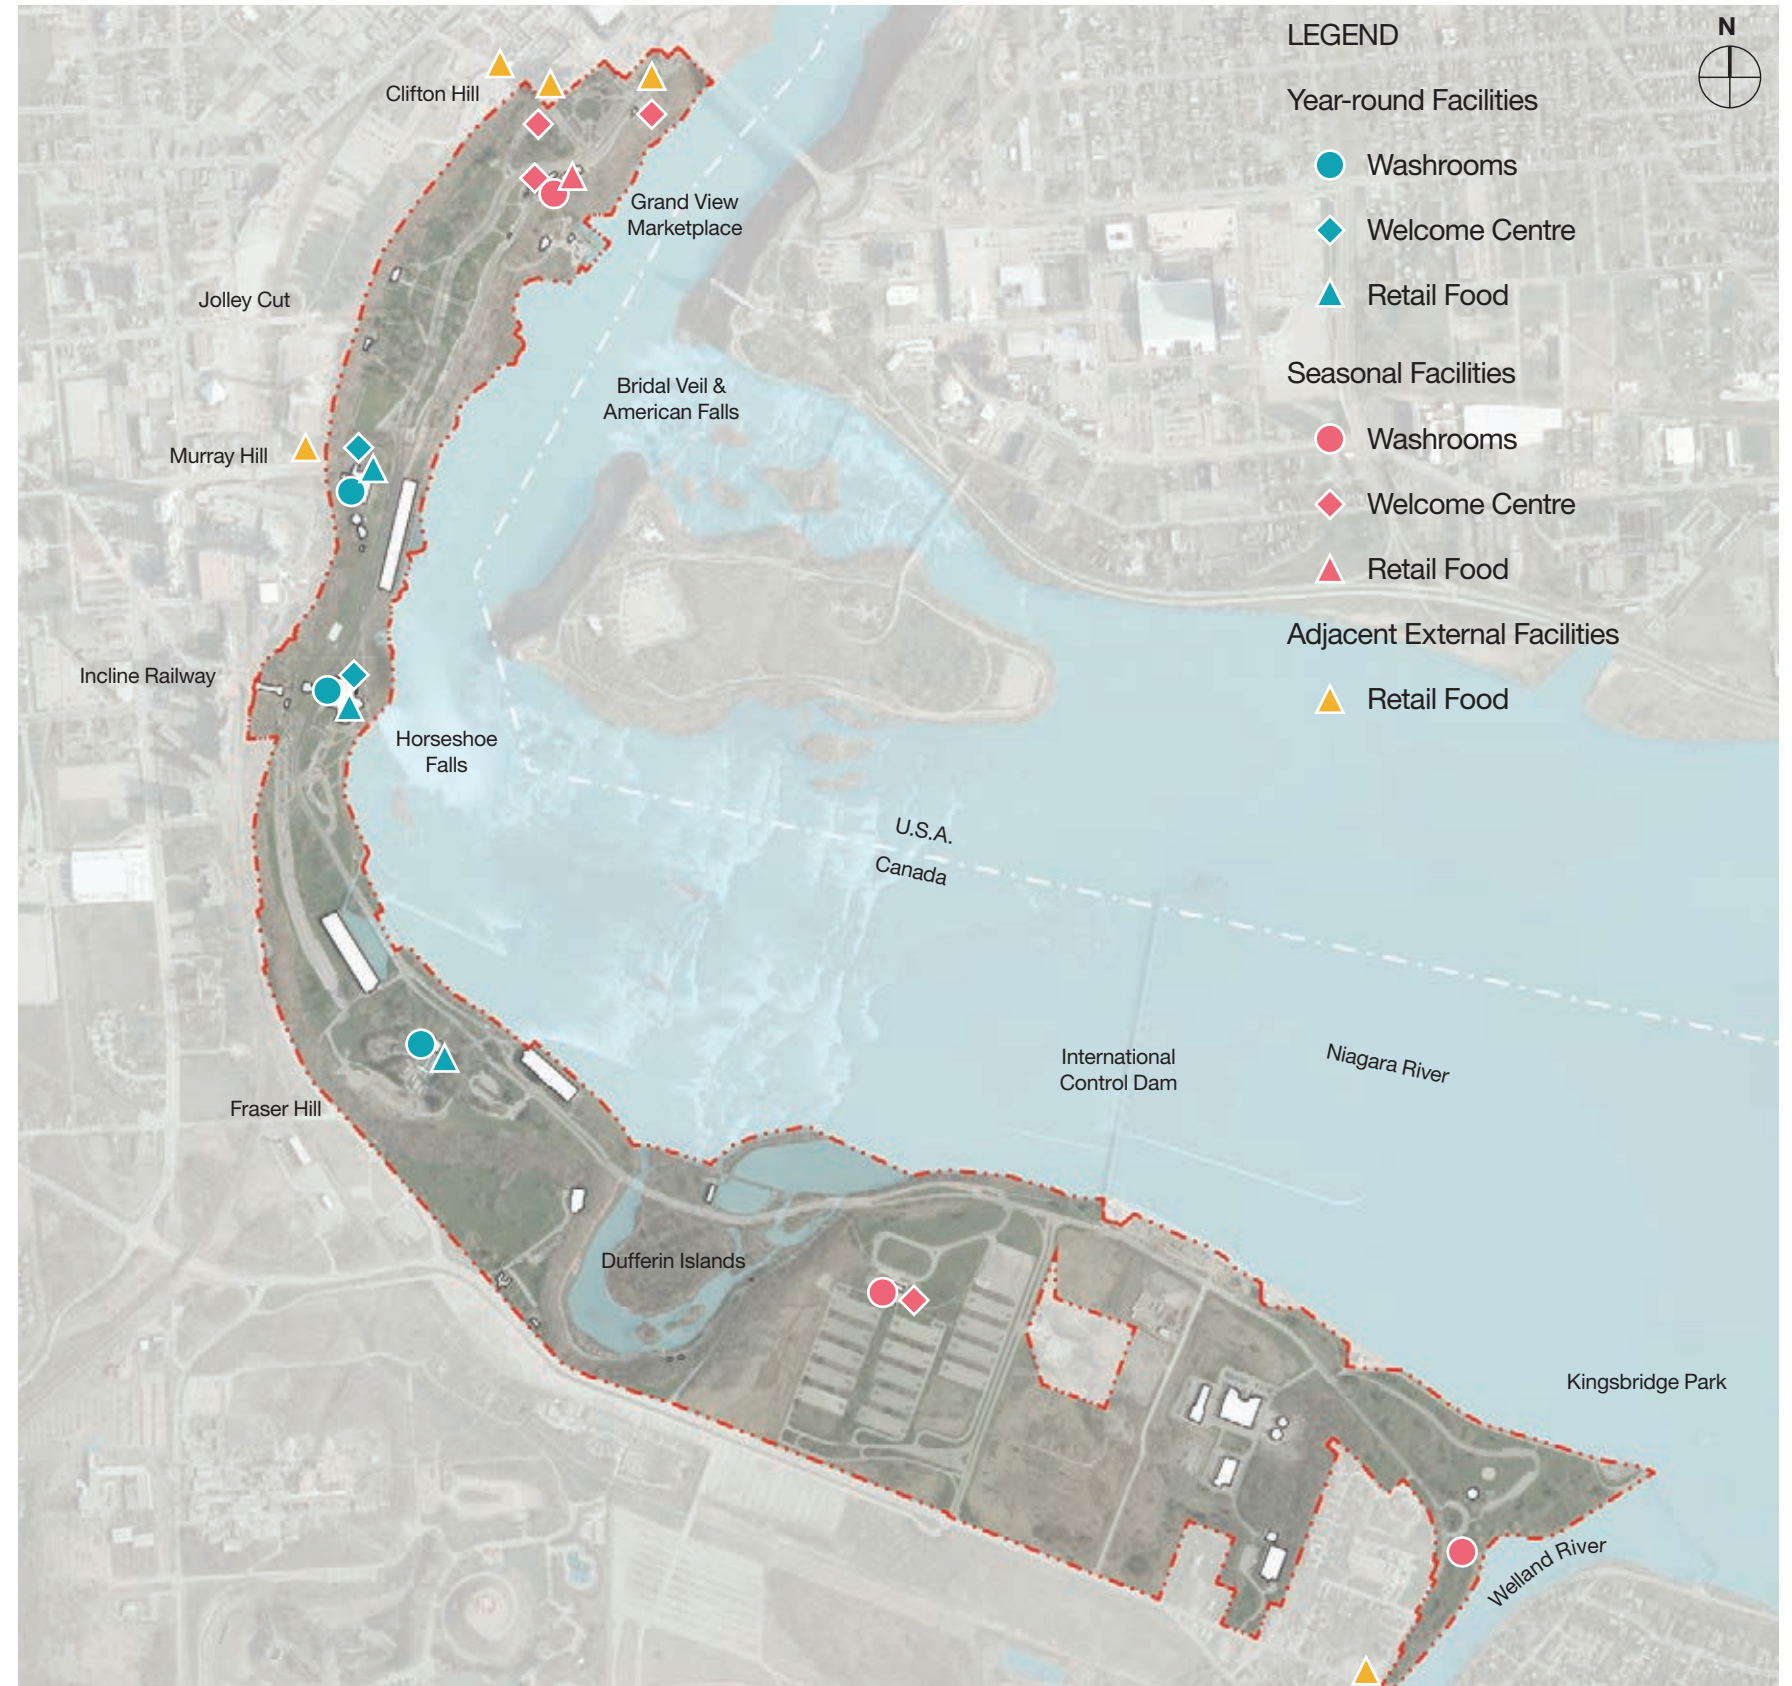 LEGEND
N
Year-round Facilities
Washrooms
Welcome Centre
Retail Food
Seasonal Facilities
Washrooms
Welcome Centre
Retail Food
Adjacent External Facilities
Retail Food
Clifton Hill
Grand View
Marketplace
Jolley Cut
Bridal Veil &
American Falls
Murray Hill
Incline Railway
Horseshoe
Falls
U.S.A.
Canada
International
Control Dam
Niagara River
Fraser Hill
Dufferin Islands
Kingsbridge Park
Welland River